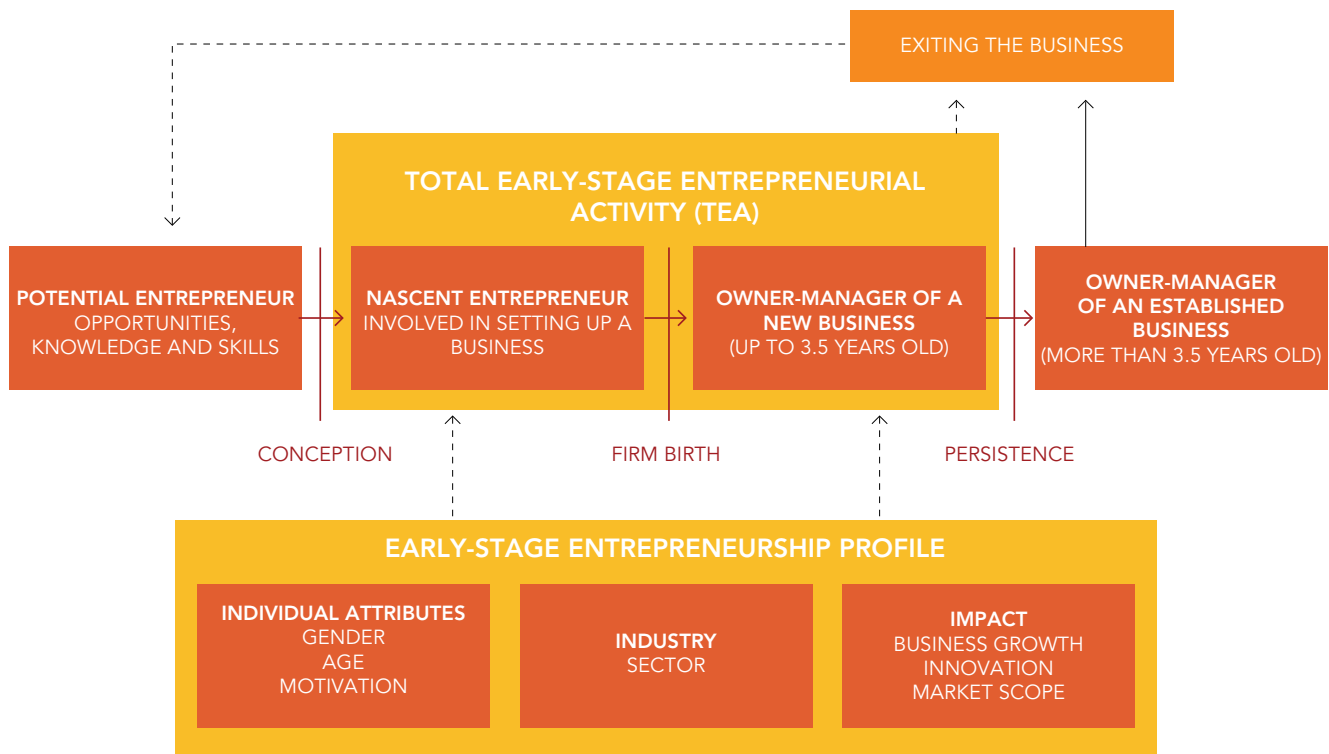 EXITING THE BUSINESS
TOTAL EARLY-STAGE ENTREPRENEURIAL
ACTIVITY (TEA)
POTENTIAL ENTREPRENEUR
OPPORTUNITIES,
KNOWLEDGE AND SKILLS
NASCENT ENTREPRENEUR
INVOLVED IN SETTING UP A
BUSINESS
OWNER-MANAGER OF A
NEW BUSINESS
(UP TO 3.5 YEARS OLD)
OWNER-MANAGER
OF AN ESTABLISHED
BUSINESS
(MORE THAN 3.5 YEARS OLD)
CONCEPTION
FIRM BIRTH
PERSISTENCE
EARLY-STAGE ENTREPRENEURSHIP PROFILE
INDIVIDUAL ATTRIBUTES
GENDER
AGE
MOTIVATION
INDUSTRY
SECTOR
IMPACT
BUSINESS GROWTH
INNOVATION
MARKET SCOPE